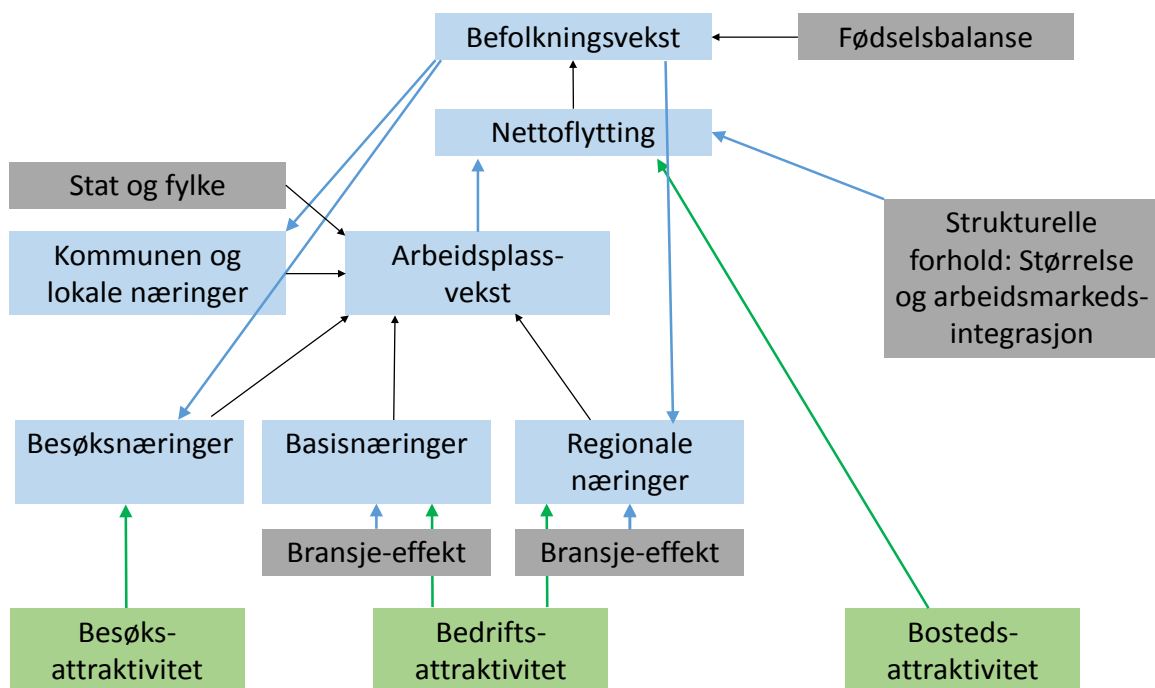 Befolkningsvekst
Fødselsbalanse
Nettoflytting
Stat og fylke
Kommunen og
lokale næringer
Arbeidsplass-
vekst
Strukturelle
forhold: Størrelse
og arbeidsmarkeds-
integrasjon
Besøksnæringer
Basisnæringer
Regionale
næringer
Bransje-effekt
Bransje-effekt
Besøks-
attraktivitet
Bedrifts-
attraktivitet
Bosteds-
attraktivitet